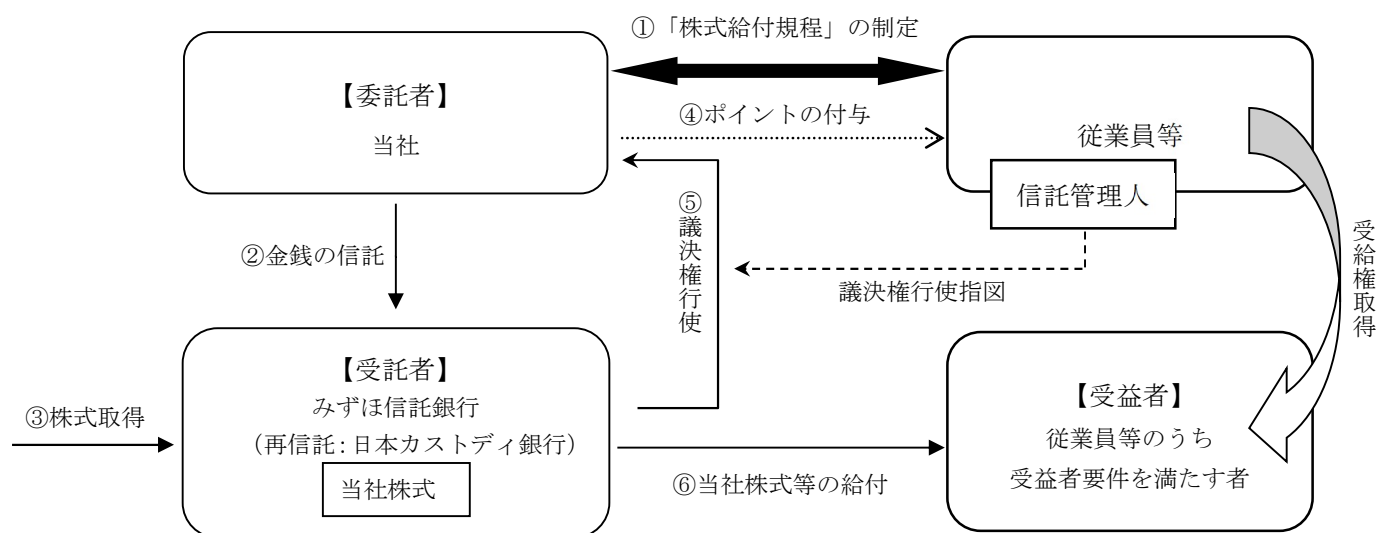 ①「株式給付規程」の制定
【委託者】
当社
④ポイントの付与
従業員等
信託管理人
②金銭の信託
⑤議決権行使
議決権行使指図
受給権取得
③株式取得
【受託者】
みずほ信託銀行
（再信託：日本カストディ銀行）
当社株式
⑥当社株式等の給付
【受益者】
従業員等のうち
受益者要件を満たす者